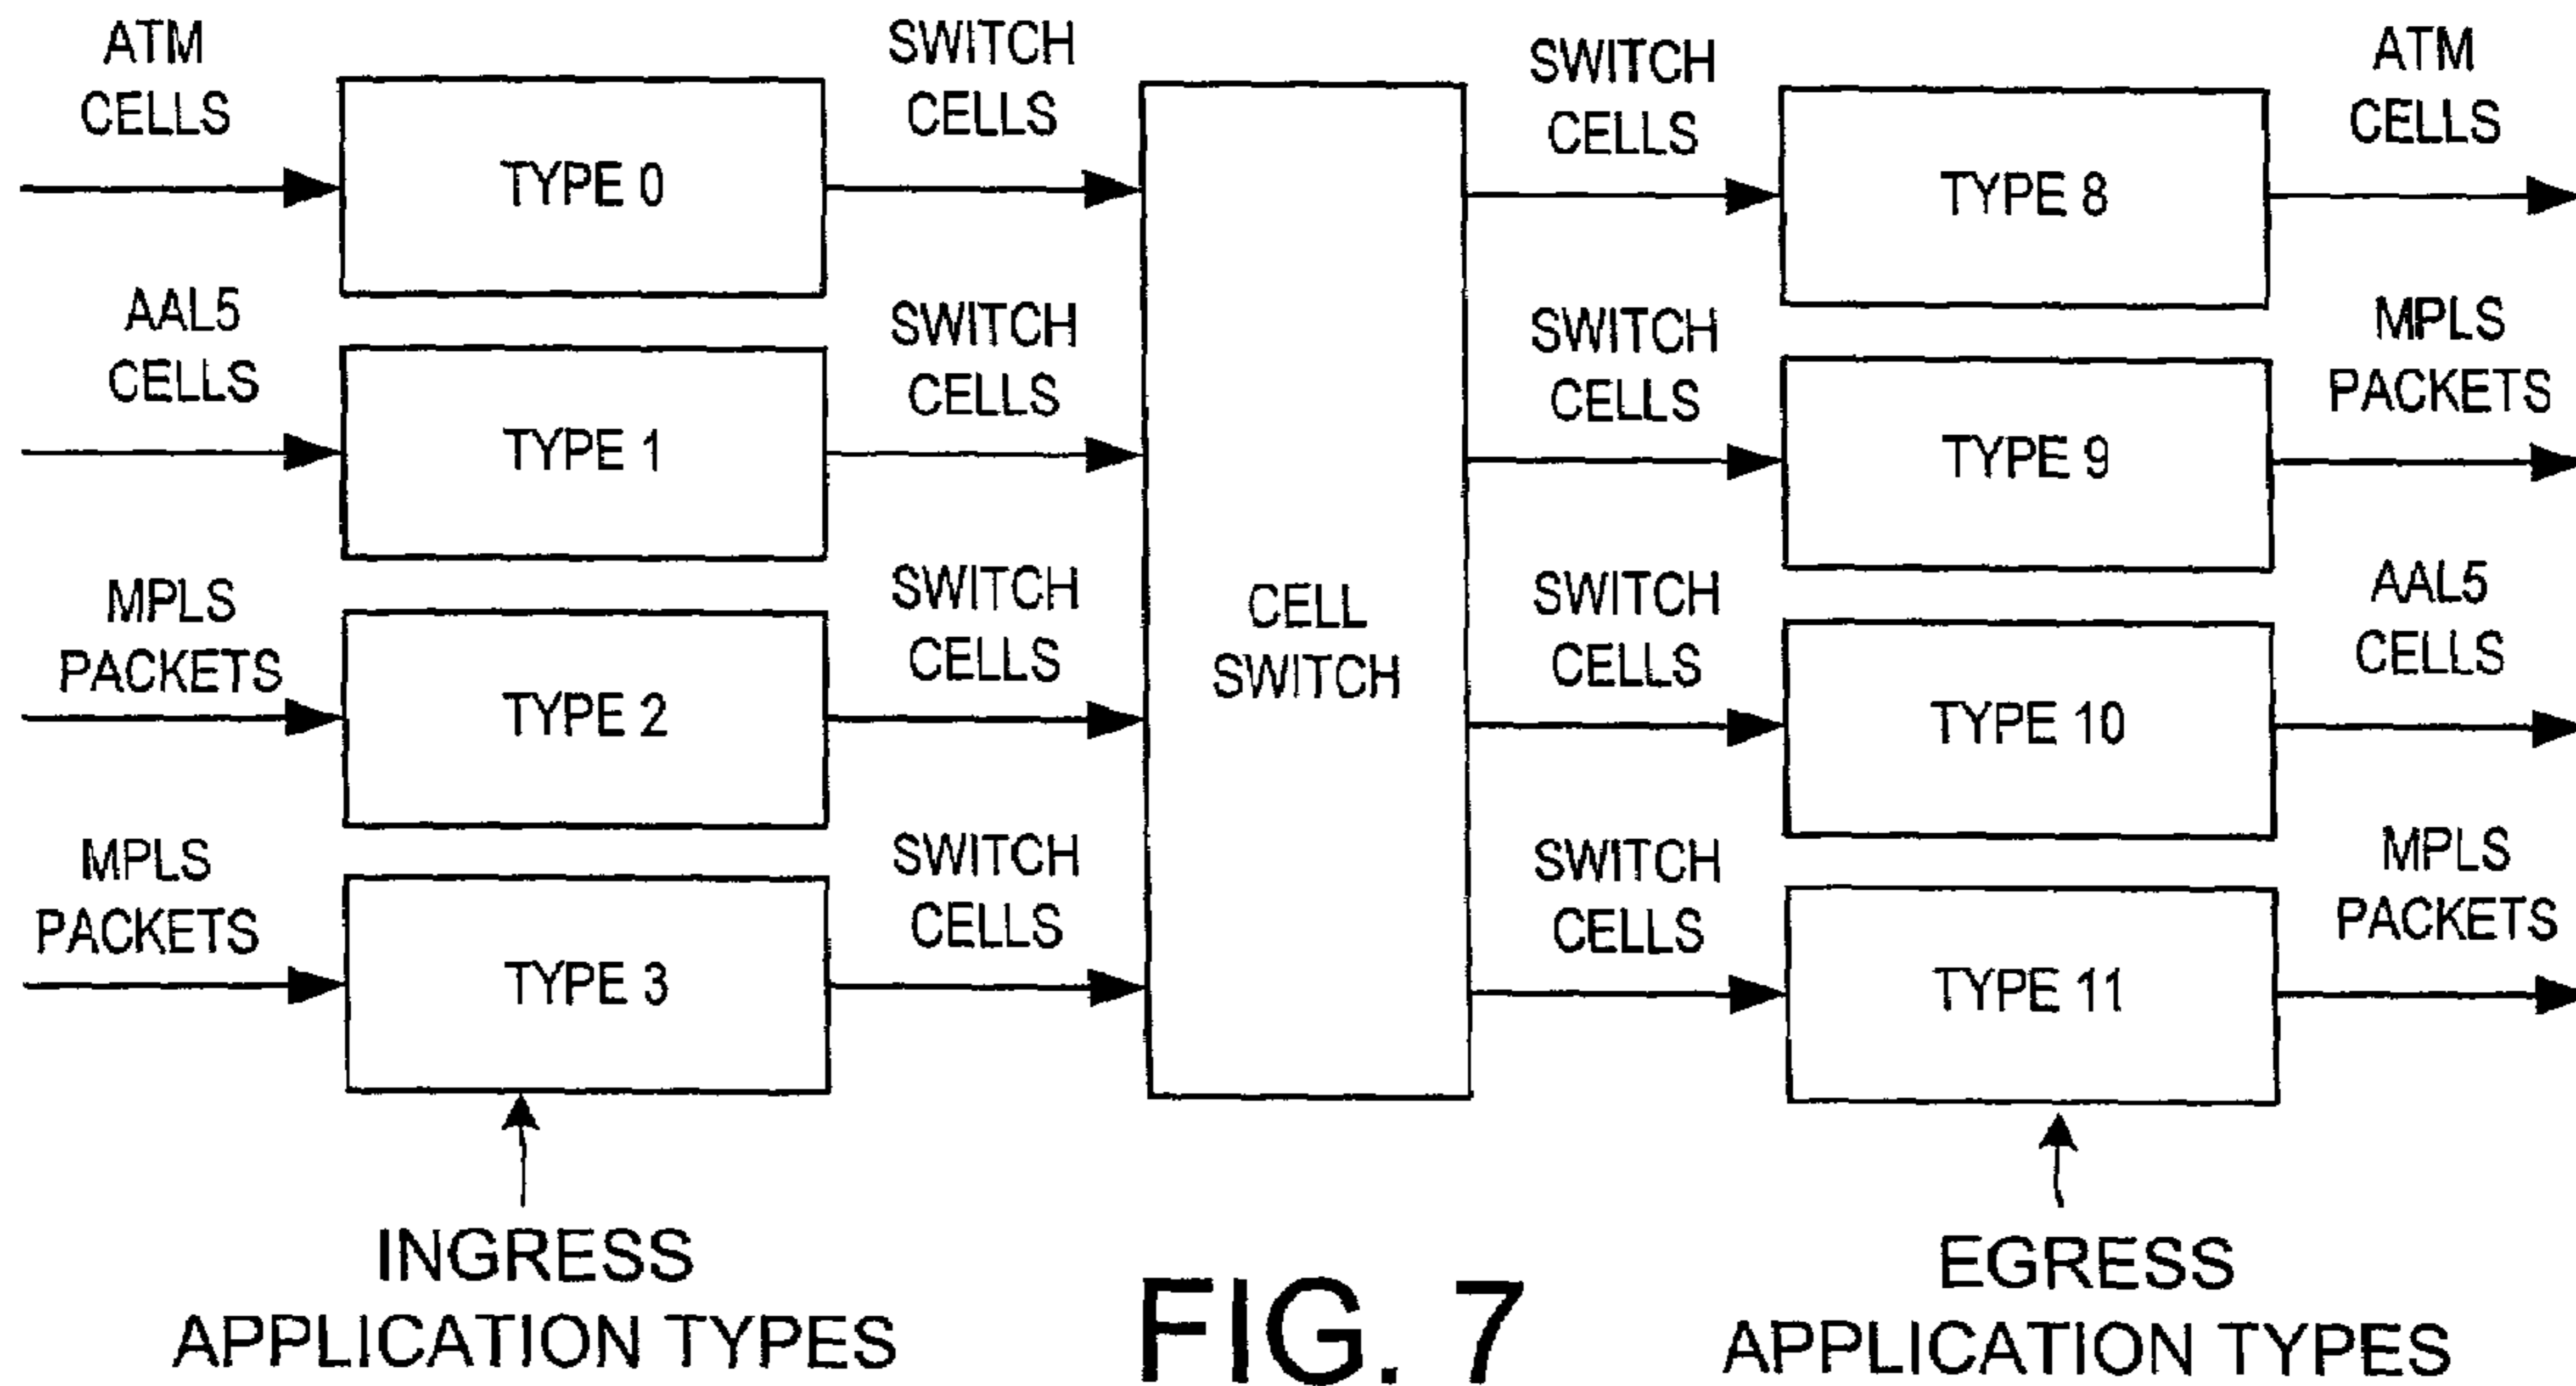 ATM
CELLS
SWITCH
CELLS
SWITCH
CELLS
ATM
CELLS
TYPE 0
TYPE 8
AAL5
CELLS
SWITCH
CELLS
SWITCH
CELLS
MPLS
PACKETS
TYPE 1
TYPE 9
MPLS
PACKETS
SWITCH
CELLS
CELL
SWITCH
SWITCH
CELLS
AAL5
CELLS
TYPE 2
TYPE 10
MPLS
PACKETS
SWITCH
CELLS
SWITCH
CELLS
MPLS
PACKETS
TYPE 3
TYPE 11
INGRESS
APPLICATION TYPES
EGRESS
APPLICATION TYPES
FIG. 7